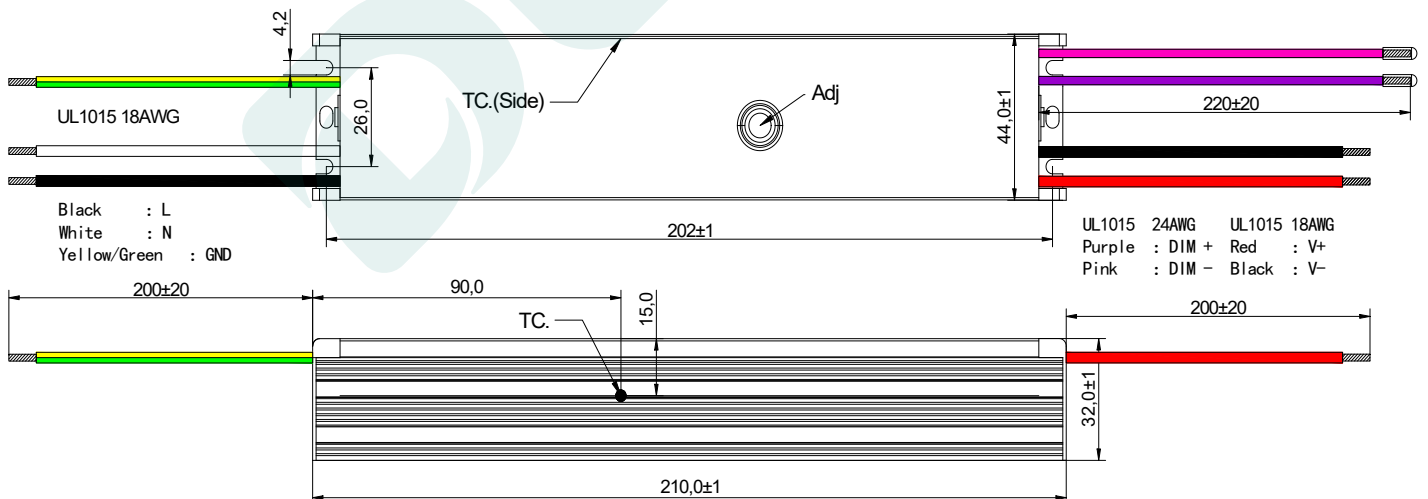 4,2
UL1015 18AWG
26,0
TC.(Side)
Adj
44,0±1
220±20
Black : L
White : N
Yellow/Green : GND
202±1
UL1015 24AWG UL1015 18AWG
Purple : DIM + Red : V+
Pink : DIM - Black : V-
200±20
90,0
15,0
TC.
200±20
32,0±1
210,0±1